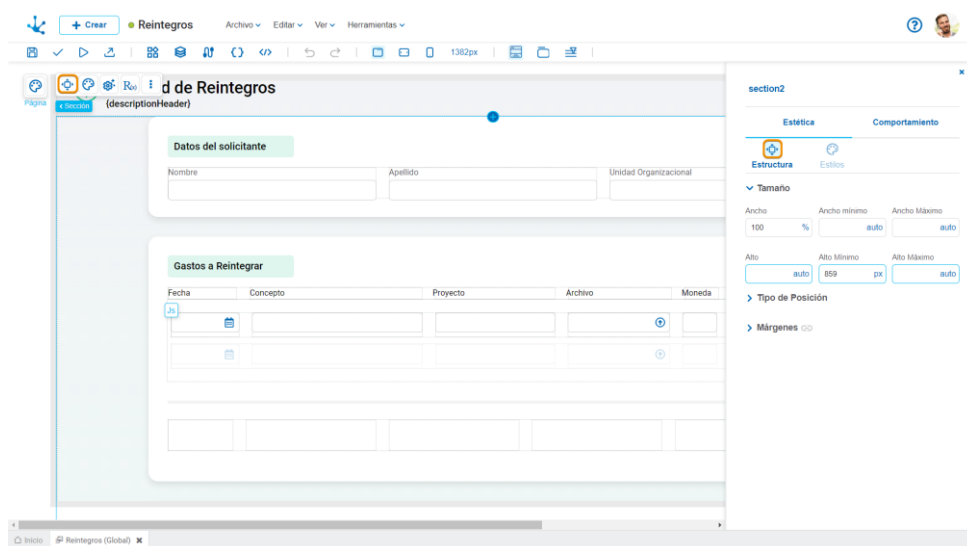 + Crear
Reintegros
Archivo
Editar
Ver
Herramientas
1382px
Página
R(x)
d de Reintegros
‹ Sección
{descriptionHeader}
Datos del solicitante
Nombre
Apellido
Unidad Organizacional
Gastos a Reintegrar
Fecha
Concepto
Proyecto
Archivo
Moneda
Js
section2
Estética
Comportamiento
Estructura
Estilos
Tamaño
Ancho
Ancho mínimo
Ancho Máximo
100 %
auto
auto
Alto
Alto Mínimo
Alto Máximo
auto
859 px
auto
Tipo de Posición
Márgenes
Inicio
Reintegros (Global)